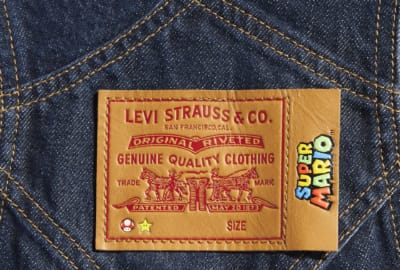 LEVI STRAUSS & CO.
SAN FRANCISCO, CAL.
ORIGINAL RIVETED
GENUINE QUALITY CLOTHING
TRADE MARK
PATENTED MAY 20 1873
SIZE
SUPER
MARIO